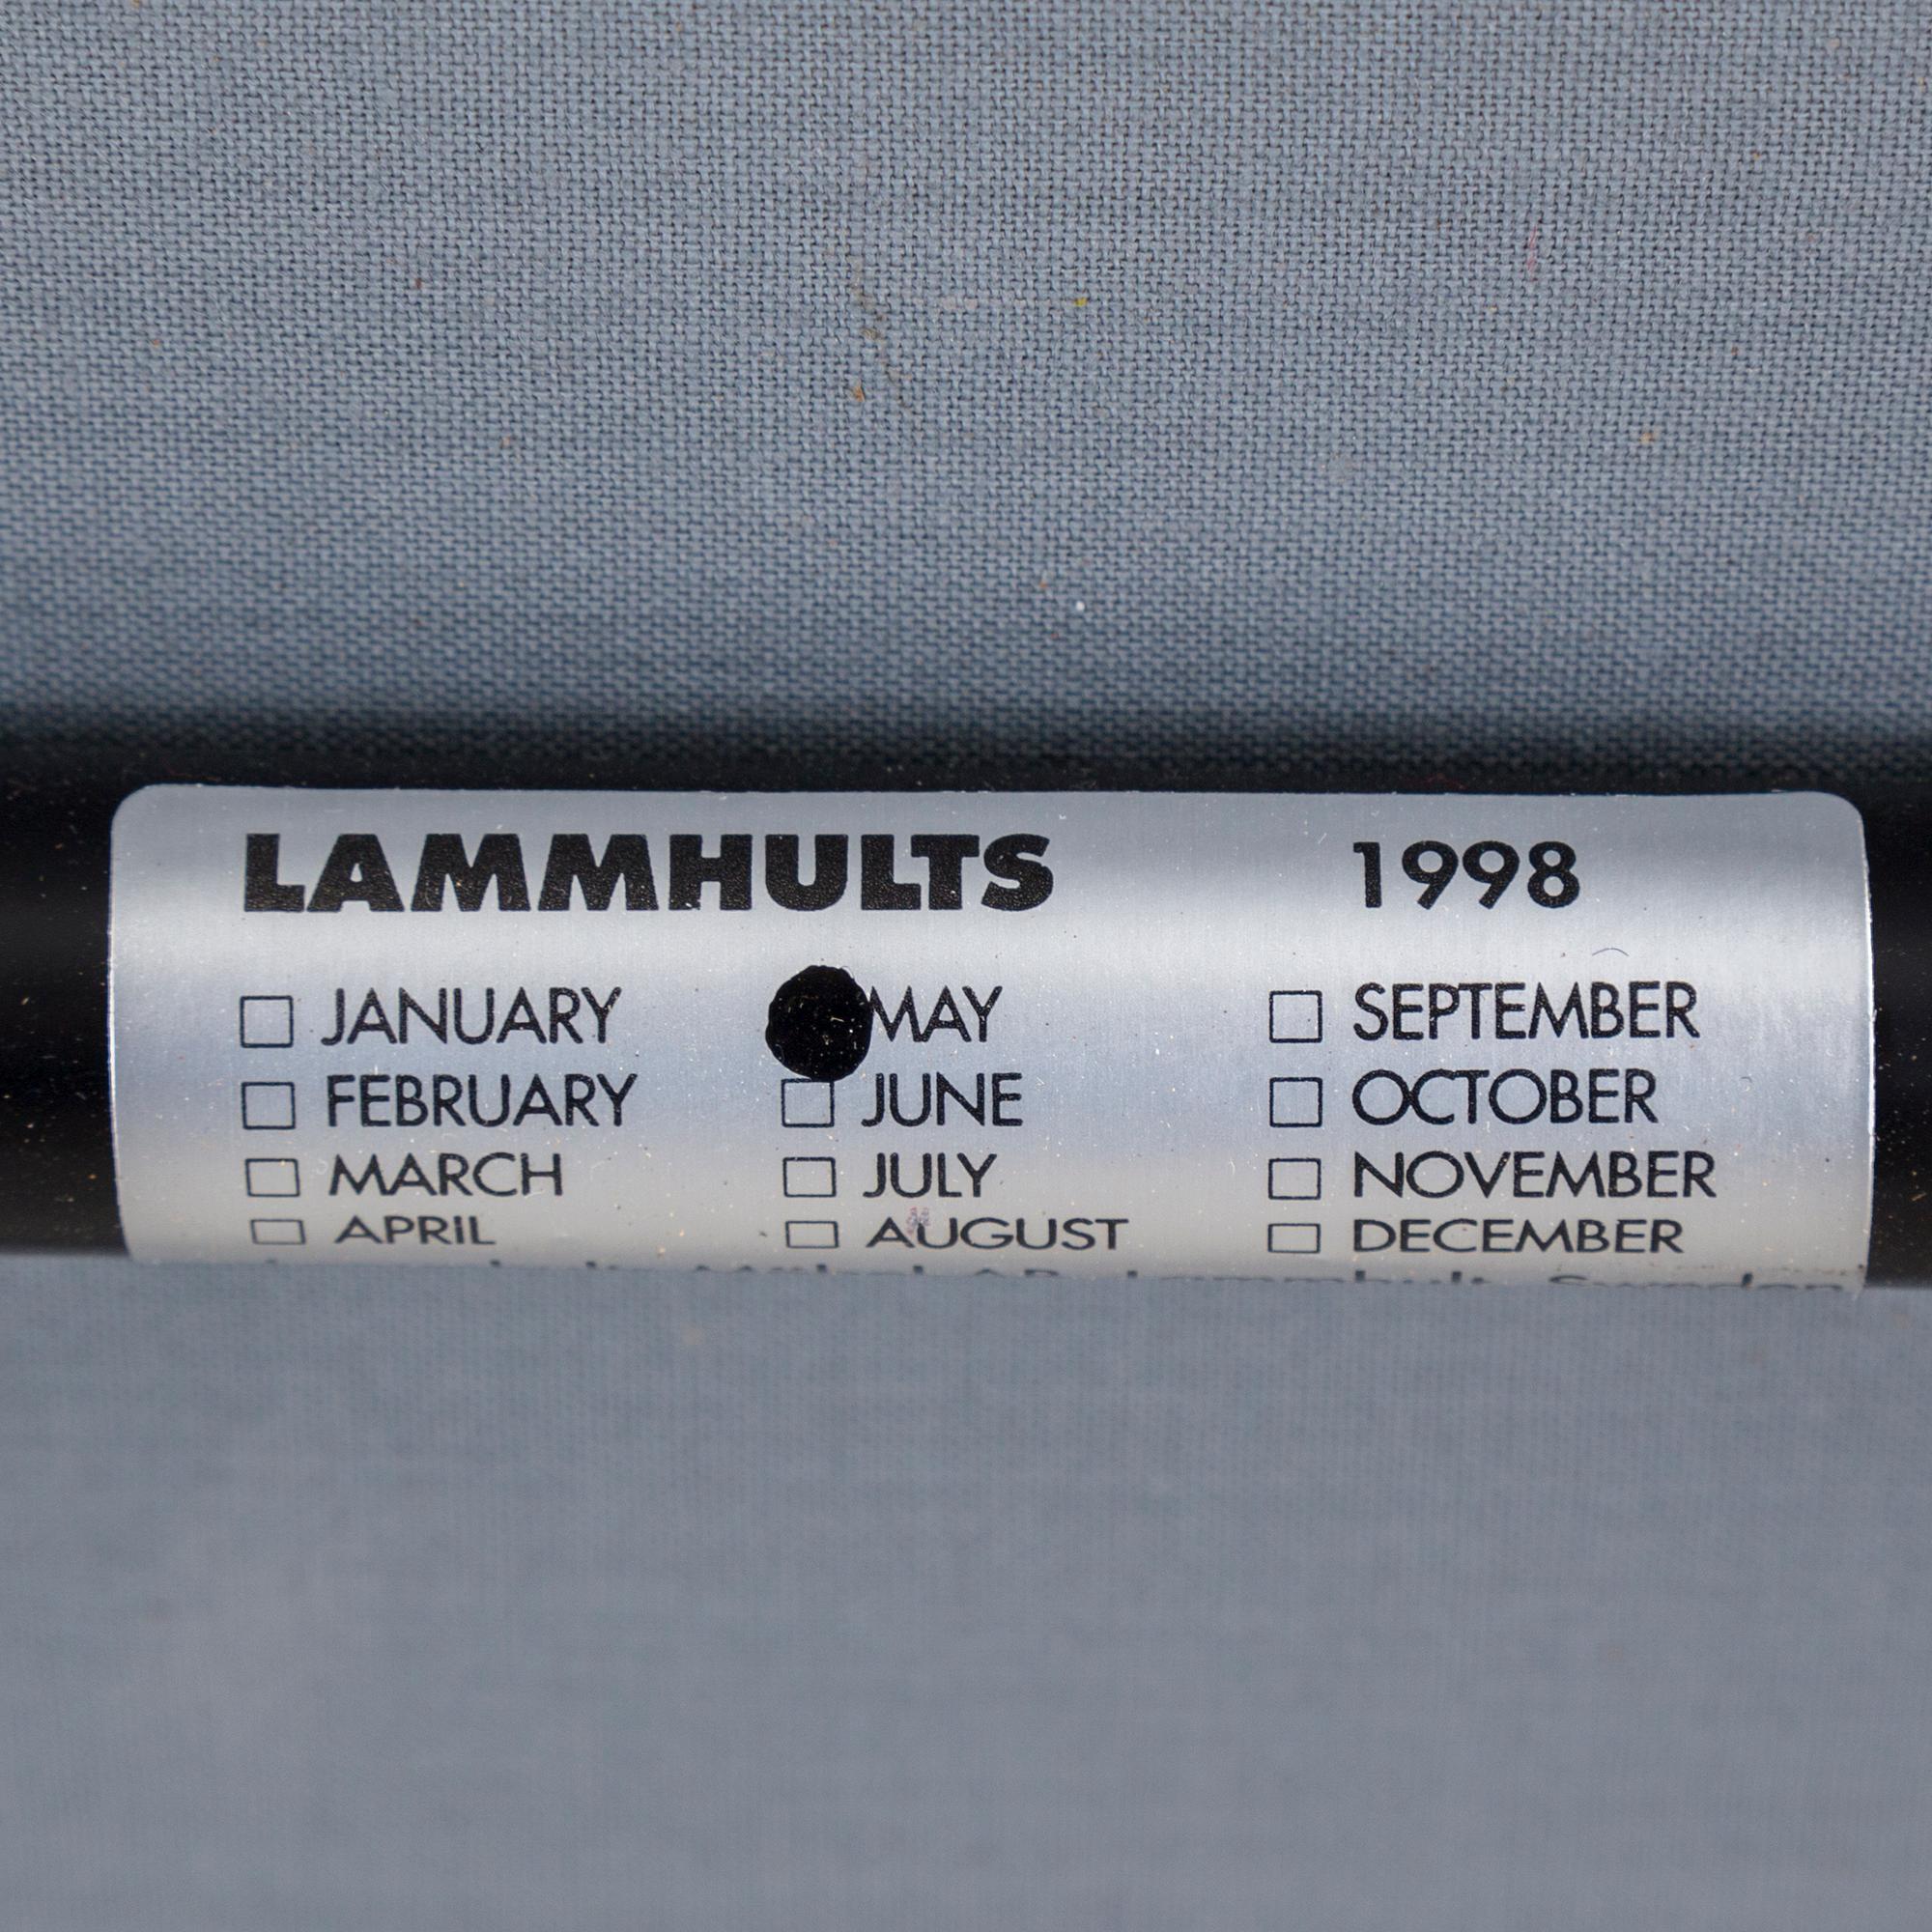 LAMMHULTS 1998
JANUARY MAY SEPTEMBER
FEBRUARY JUNE OCTOBER
MARCH JULY NOVEMBER
APRIL AUGUST DECEMBER